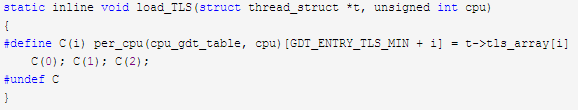 static inline void load_TLS(struct thread_struct *t, unsigned int cpu)
{
#define C(i) per_cpu(cpu_gdt_table, cpu)[GDT_ENTRY_TLS_MIN + i] = t->tls_array[i]
    C(0); C(1); C(2);
#undef C
}